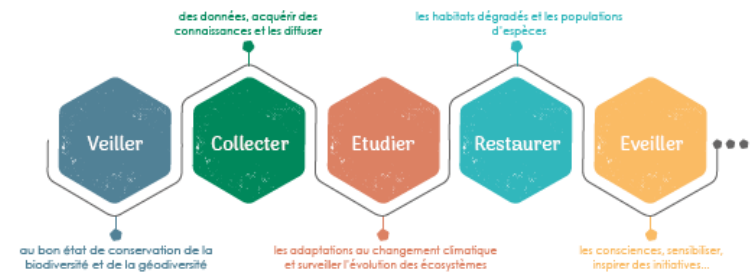 des données, acquérir des
connaissances et les diffuser
les habitats dégradés et les populations
d'espèces
Veiller
Collecter
Etudier
Restaurer
Eveiller
au bon état de conservation de la
biodiversité et de la géodiversité
les adaptations au changement climatique
et surveiller l'évolution des écosystèmes
les consciences, sensibiliser,
inspirer des initiatives...